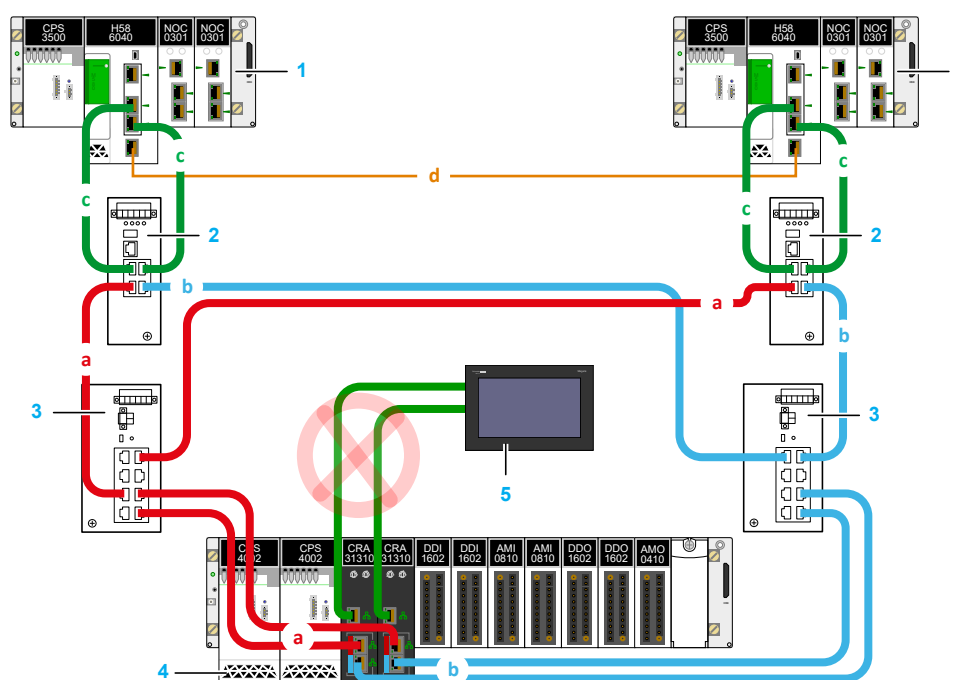 CPS 3500
H58 6040
NOC 0301
NOC 0301
CPS 3500
H58 6040
NOC 0301
NOC 0301
1
c
c
d
c
c
2
2
b
a
a
b
3
3
5
CPS 4002
CPS 4002
CRA 31310
CRA 31310
DDI 1602
DDI 1602
AMI 0810
AMI 0810
DDO 1602
DDO 1602
AMO 0410
a
b
4